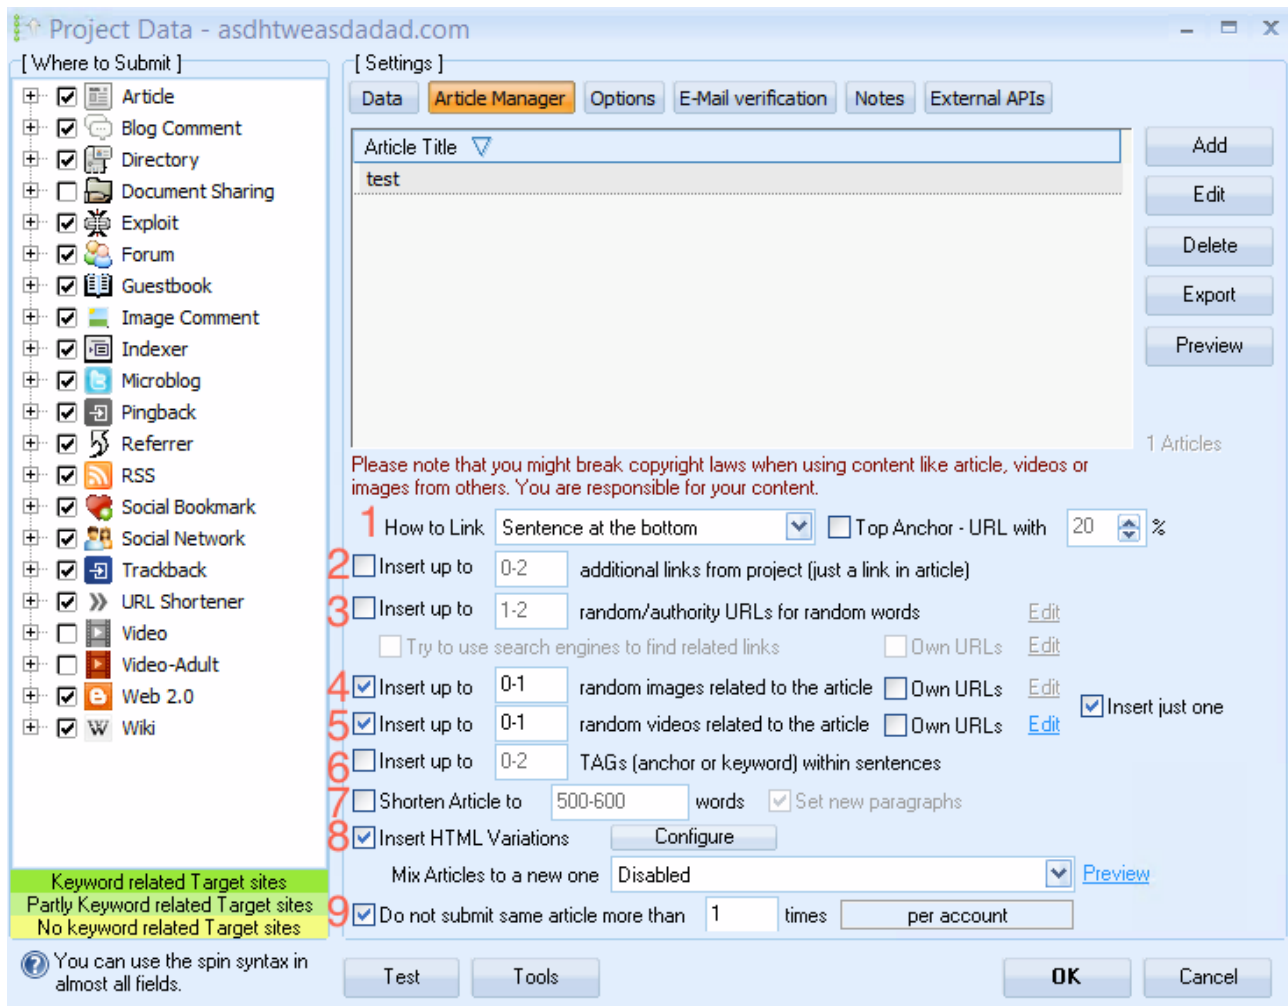 Project Data - asdhtweasdadad.com
[ Where to Submit ]
Article
Blog Comment
Directory
Document Sharing
Exploit
Forum
Guestbook
Image Comment
Indexer
Microblog
Pingback
Referrer
RSS
Social Bookmark
Social Network
Trackback
URL Shortener
Video
Video-Adult
Web 2.0
Wiki
Keyword related Target sites
Partly Keyword related Target sites
No keyword related Target sites
You can use the spin syntax in
almost all fields.
[ Settings ]
Data Article Manager Options E-Mail verification Notes External APIs
Article Title
test
Add
Edit
Delete
Export
Preview
1 Articles
Please note that you might break copyright laws when using content like article, videos or
images from others. You are responsible for your content.
1 How to Link Sentence at the bottom Top Anchor - URL with 20 %
2 Insert up to 0-2 additional links from project (just a link in article)
3 Insert up to 1-2 random/authority URLs for random words Edit
Try to use search engines to find related links Own URLs Edit
4 Insert up to 0-1 random images related to the article Own URLs Edit
Insert just one
5 Insert up to 0-1 random videos related to the article Own URLs Edit
6 Insert up to 0-2 TAGs (anchor or keyword) within sentences
7 Shorten Article to 500-600 words Set new paragraphs
8 Insert HTML Variations Configure
Mix Articles to a new one Disabled Preview
9 Do not submit same article more than 1 times per account
Test Tools OK Cancel